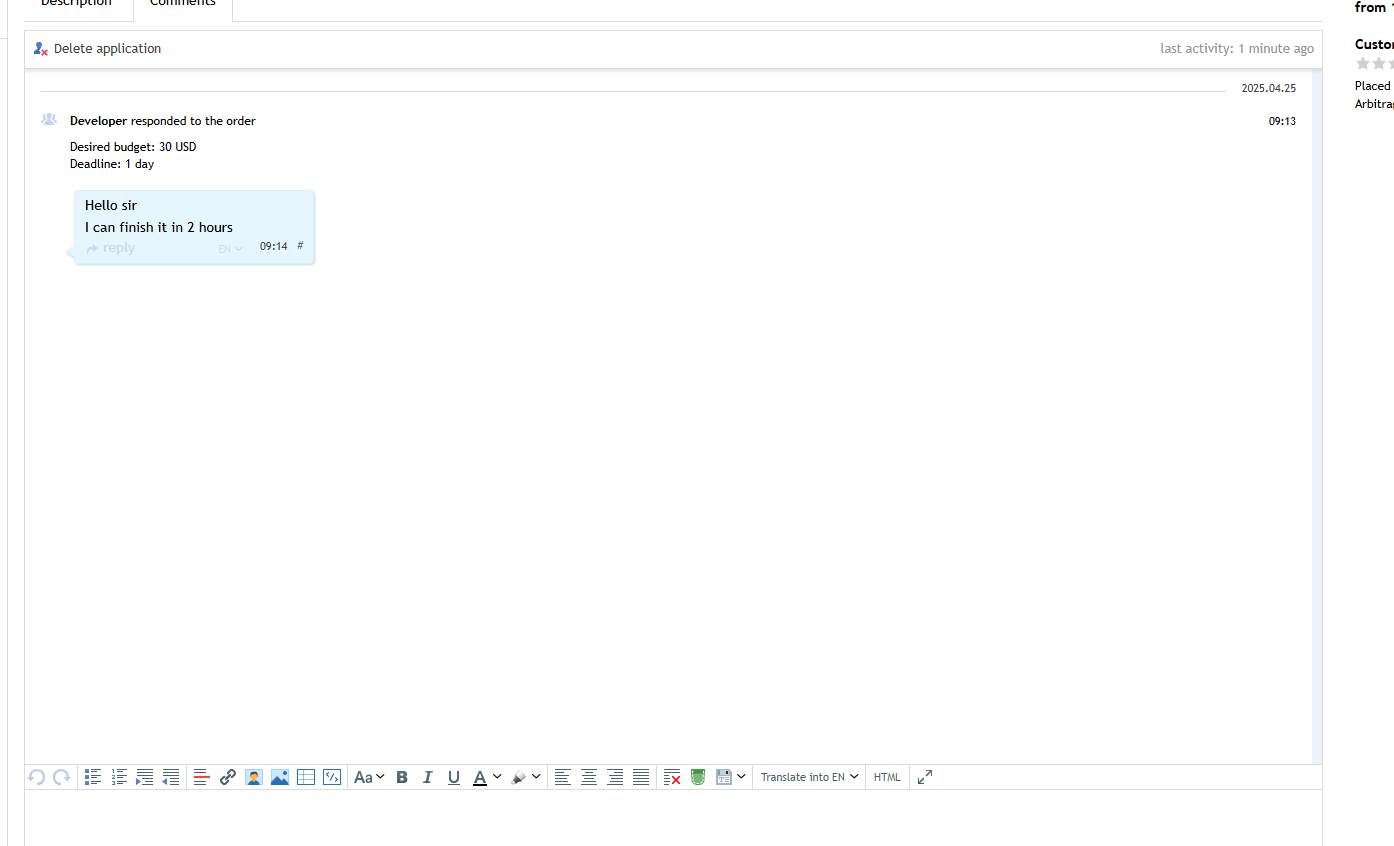 Description Comments
from
Delete application last activity: 1 minute ago
2025.04.25
Placed
Developer responded to the order 09:13
Desired budget: 30 USD
Deadline: 1 day
Hello sir
I can finish it in 2 hours
reply EN 09:14 #
Aa B I U A Translate into EN HTML